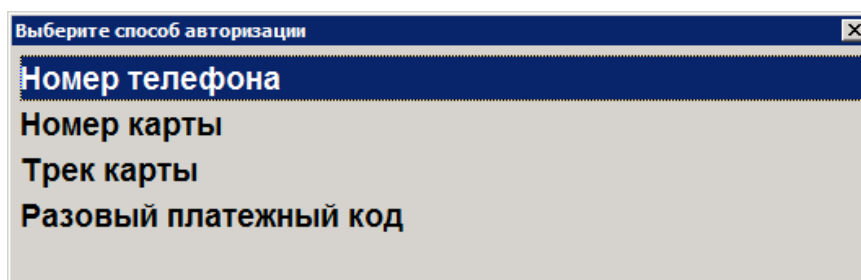 Выберите способ авторизации
Номер телефона
Номер карты
Трек карты
Разовый платежный код